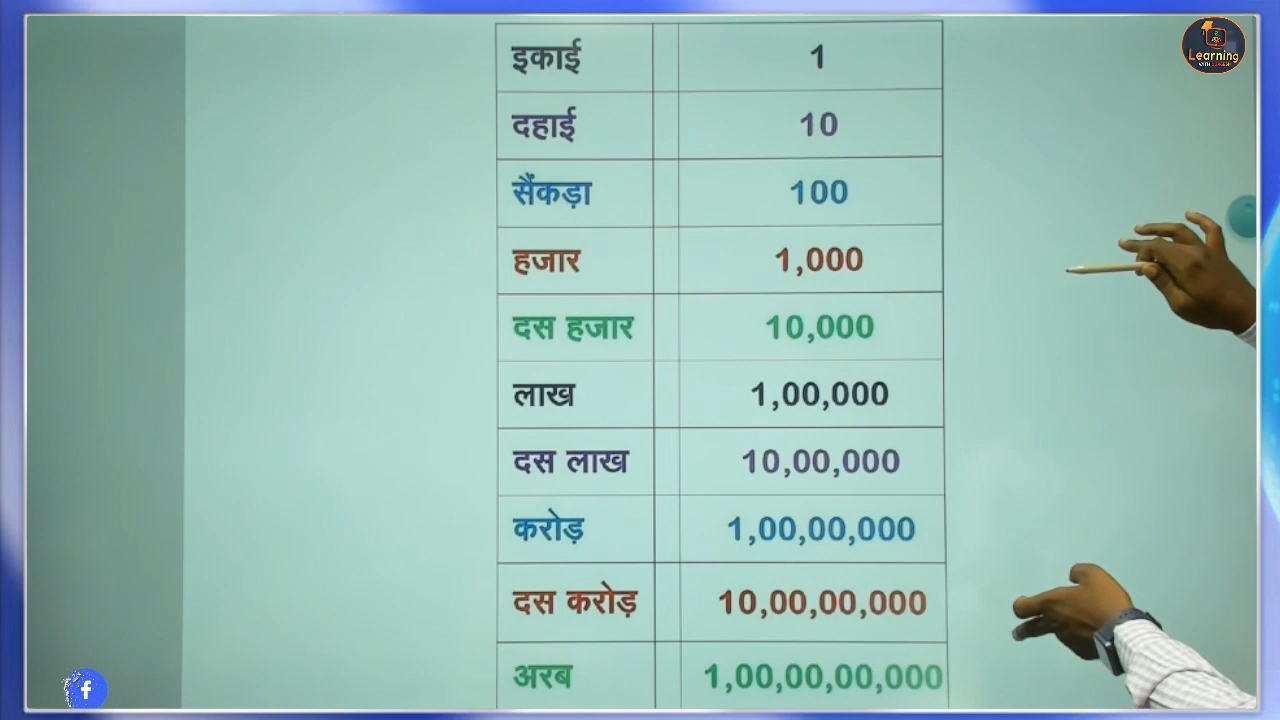 Learning
इकाई 1
दहाई 10
सैंकड़ा 100
हजार 1,000
दस हजार 10,000
लाख 1,00,000
दस लाख 10,00,000
करोड़ 1,00,00,000
दस करोड़ 10,00,00,000
अरब 1,00,00,00,000
f